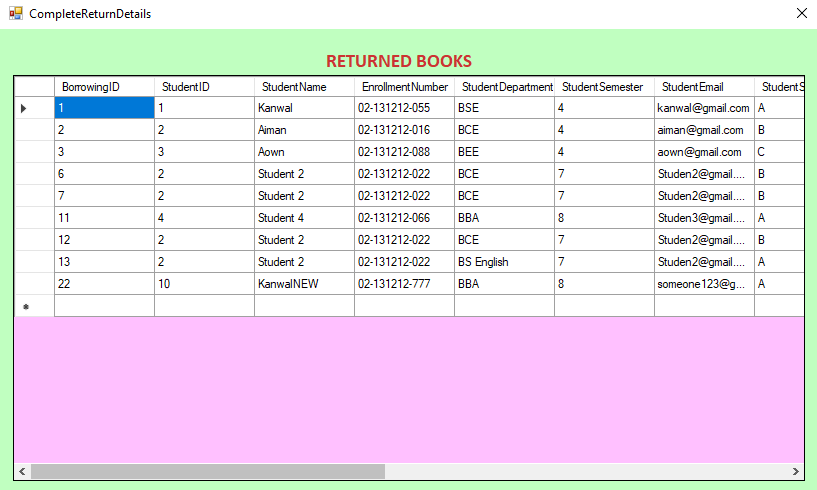 CompleteReturnDetails
RETURNED BOOKS
BorrowingID StudentID StudentName EnrollmentNumber StudentDepartment StudentSemester StudentEmail StudentS
1 1 Kanwal 02-131212-055 BSE 4 kanwal@gmail.com A
2 2 Aiman 02-131212-016 BCE 4 aiman@gmail.com B
3 3 Aown 02-131212-088 BEE 4 aown@gmail.com C
6 2 Student 2 02-131212-022 BCE 7 Studen2@gmail.... B
7 2 Student 2 02-131212-022 BCE 7 Studen2@gmail.... B
11 4 Student 4 02-131212-066 BBA 8 Studen3@gmail.... A
12 2 Student 2 02-131212-022 BCE 7 Studen2@gmail.... B
13 2 Student 2 02-131212-022 BS English 7 Studen2@gmail.... A
22 10 KanwalNEW 02-131212-777 BBA 8 someone123@g... A